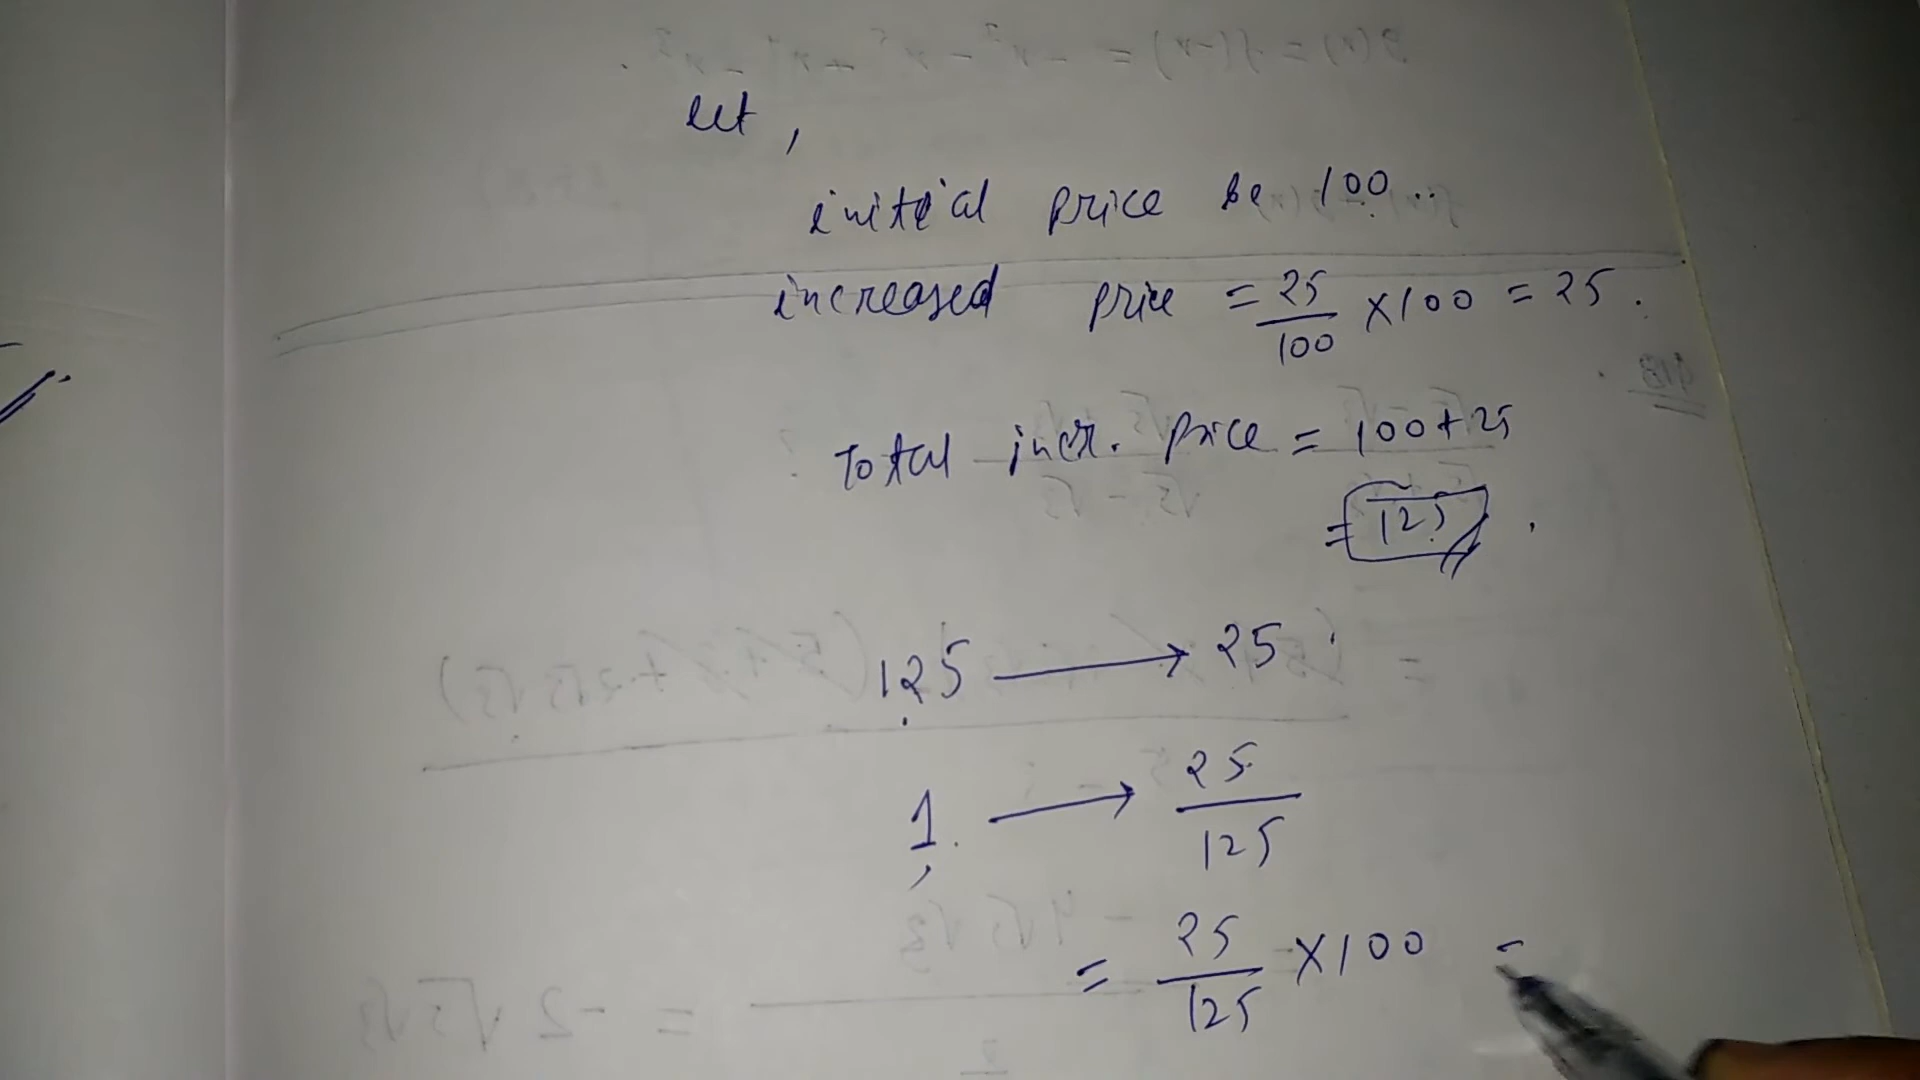 let,
initial price be 100..
increased price = 25/100 × 100 = 25.
Total incr. price = 100+25
= 125.
125 → 25
1. → 25/125
= 25/125 × 100 =